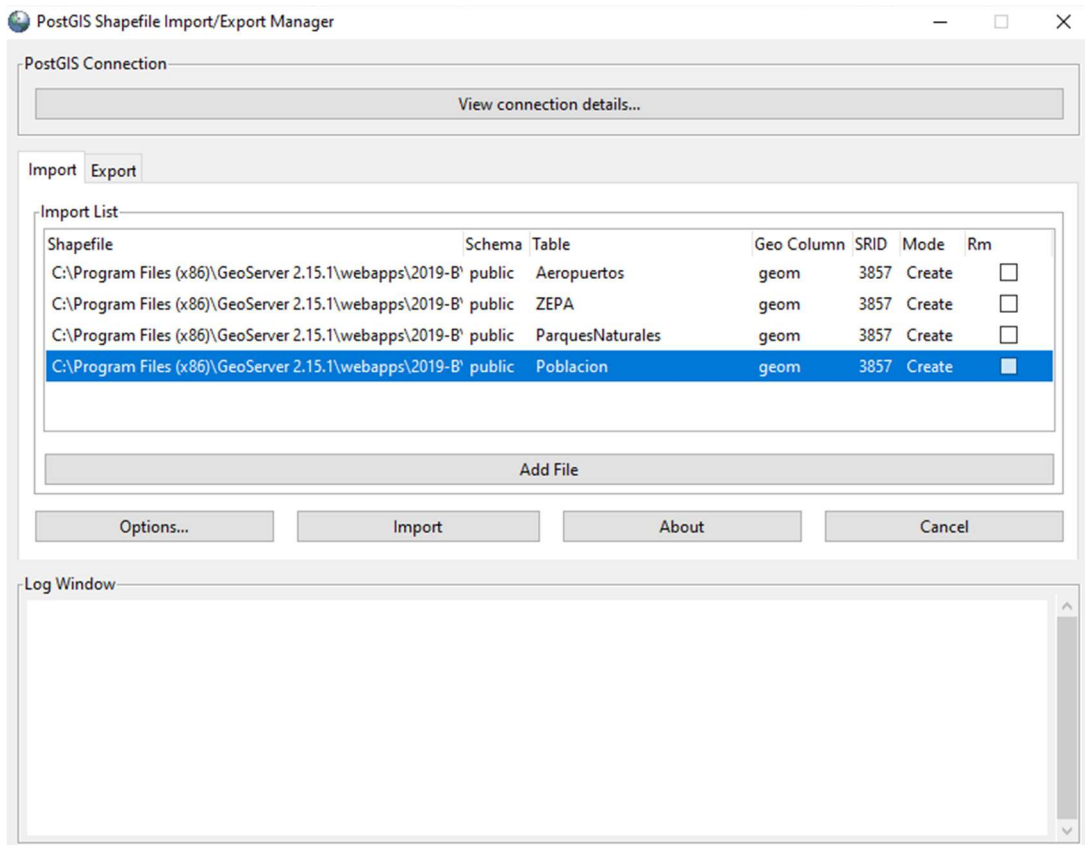 PostGIS Shapefile Import/Export Manager
PostGIS Connection
View connection details...
Import Export
Import List
Shapefile Schema Table Geo Column SRID Mode Rm
C:\Program Files (x86)\GeoServer 2.15.1\webapps\2019-B\ public Aeropuertos geom 3857 Create
C:\Program Files (x86)\GeoServer 2.15.1\webapps\2019-B\ public ZEPA geom 3857 Create
C:\Program Files (x86)\GeoServer 2.15.1\webapps\2019-B\ public ParquesNaturales geom 3857 Create
C:\Program Files (x86)\GeoServer 2.15.1\webapps\2019-B\ public Poblacion geom 3857 Create
Add File
Options... Import About Cancel
Log Window